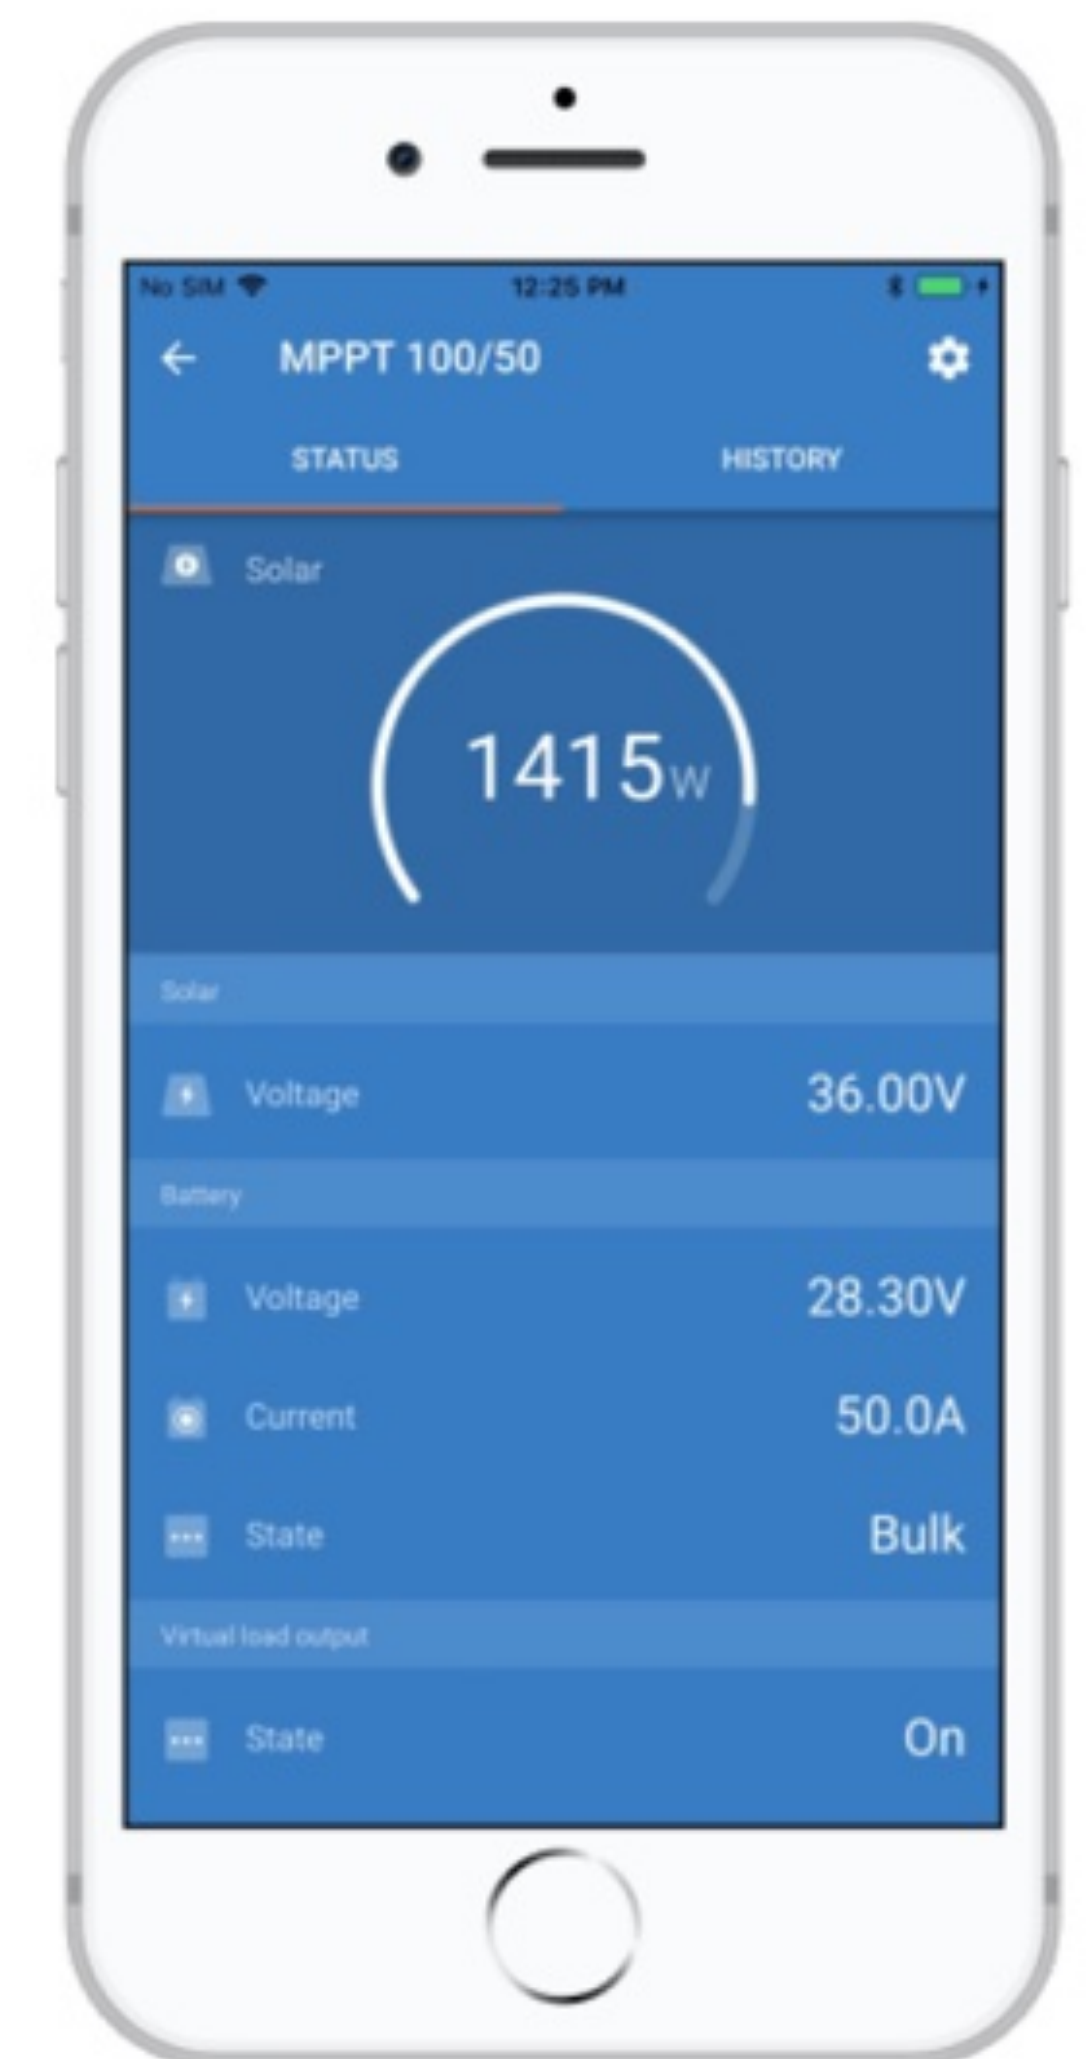 No SIM 12:25 PM
MPPT 100/50
STATUS HISTORY
Solar
1415W
Solar
Voltage 36.00V
Battery
Voltage 28.30V
Current 50.0A
State Bulk
Virtual load output
State On